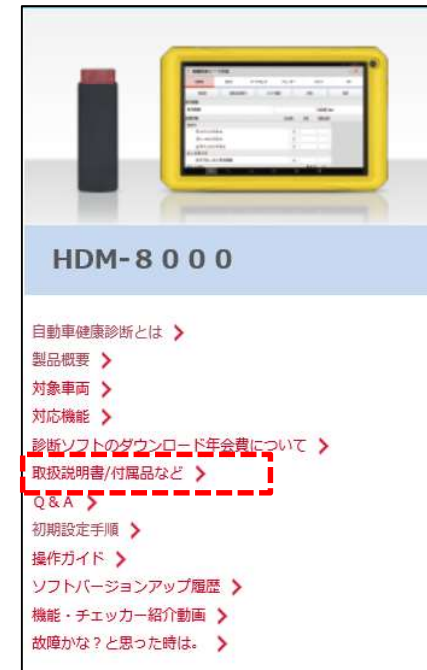 HDM-８０００
自動車健康診断とは
製品概要
対象車両
対応機能
診断ソフトのダウンロード年会費について
取扱説明書/付属品など
Q & A
初期設定手順
操作ガイド
ソフトバージョンアップ履歴
機能・チェッカー紹介動画
故障かな？と思った時は。